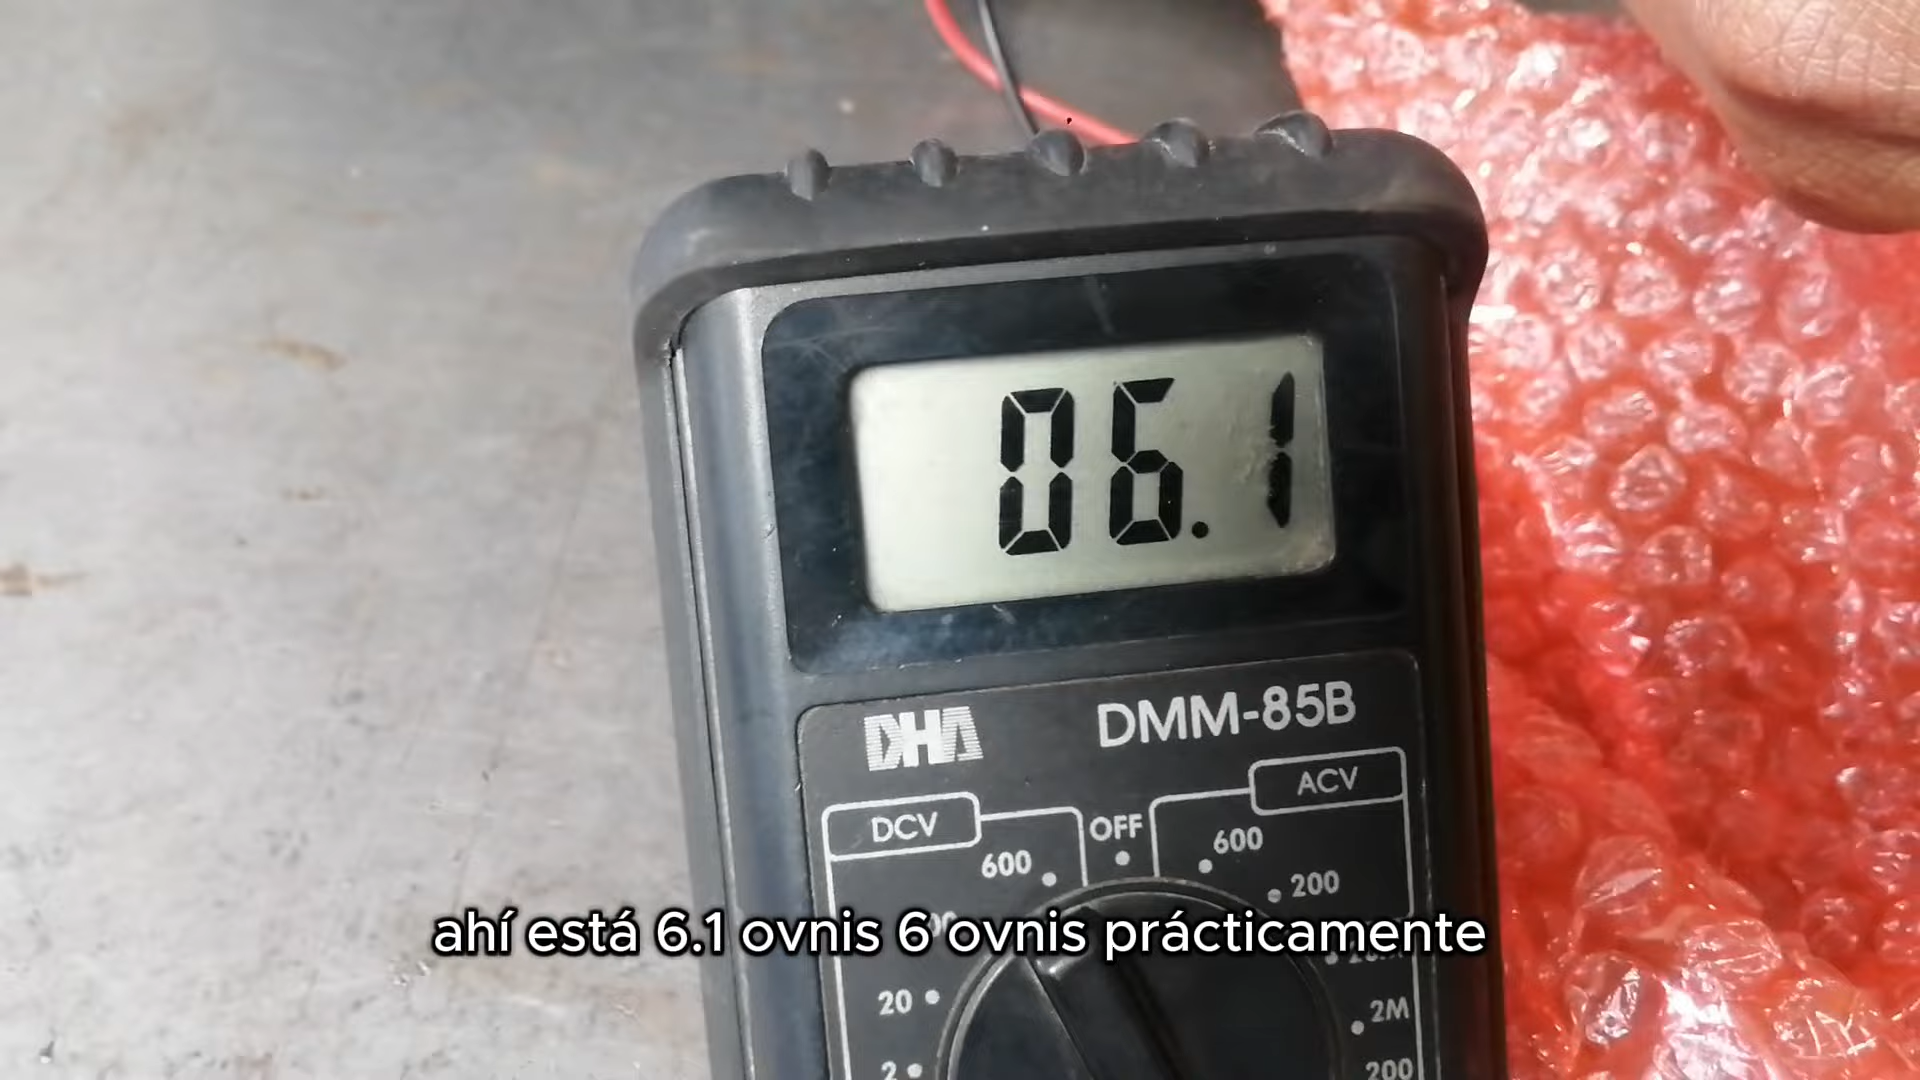 06.1
DHA DMM-85B
DCV OFF ACV
600 600
200
20
2M
2 200
ahí está 6.1 ovnis 6 ovnis prácticamente